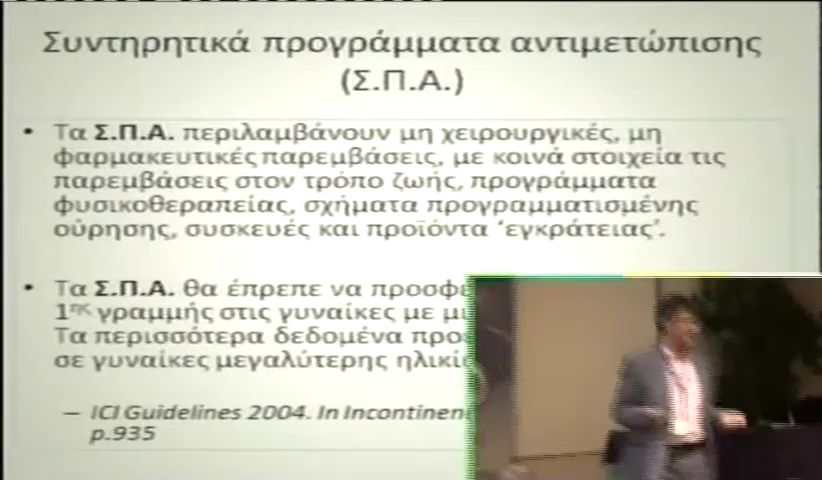 Συντηρητικά προγράμματα αντιμετώπισης
(Σ.Π.Α.)
• Τα Σ.Π.Α. περιλαμβάνουν μη χειρουργικές, μη
φαρμακευτικές παρεμβάσεις, με κοινά στοιχεία τις
παρεμβάσεις στον τρόπο ζωής, προγράμματα
φυσικοθεραπείας, σχήματα προγραμματισμένης
ούρησης, συσκευές και προϊόντα ‘εγκράτειας’.
• Τα Σ.Π.Α. θα έπρεπε να
1ης γραμμής στις γυναίκες με
Τα περισσότερα δεδομένα
σε γυναίκες μεγαλύτερης
– ICI Guidelines 2004. In
p.935